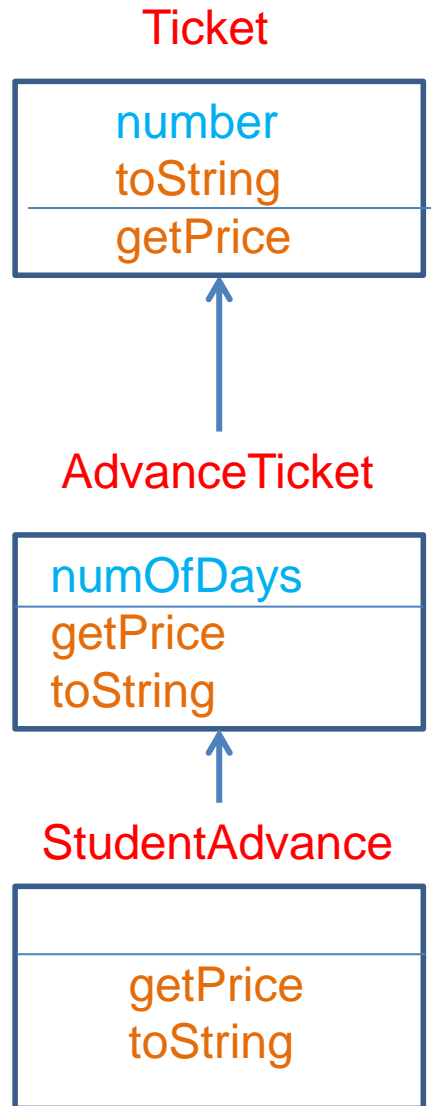 Ticket
number
toString
getPrice
AdvanceTicket
numOfDays
getPrice
toString
StudentAdvance
getPrice
toString